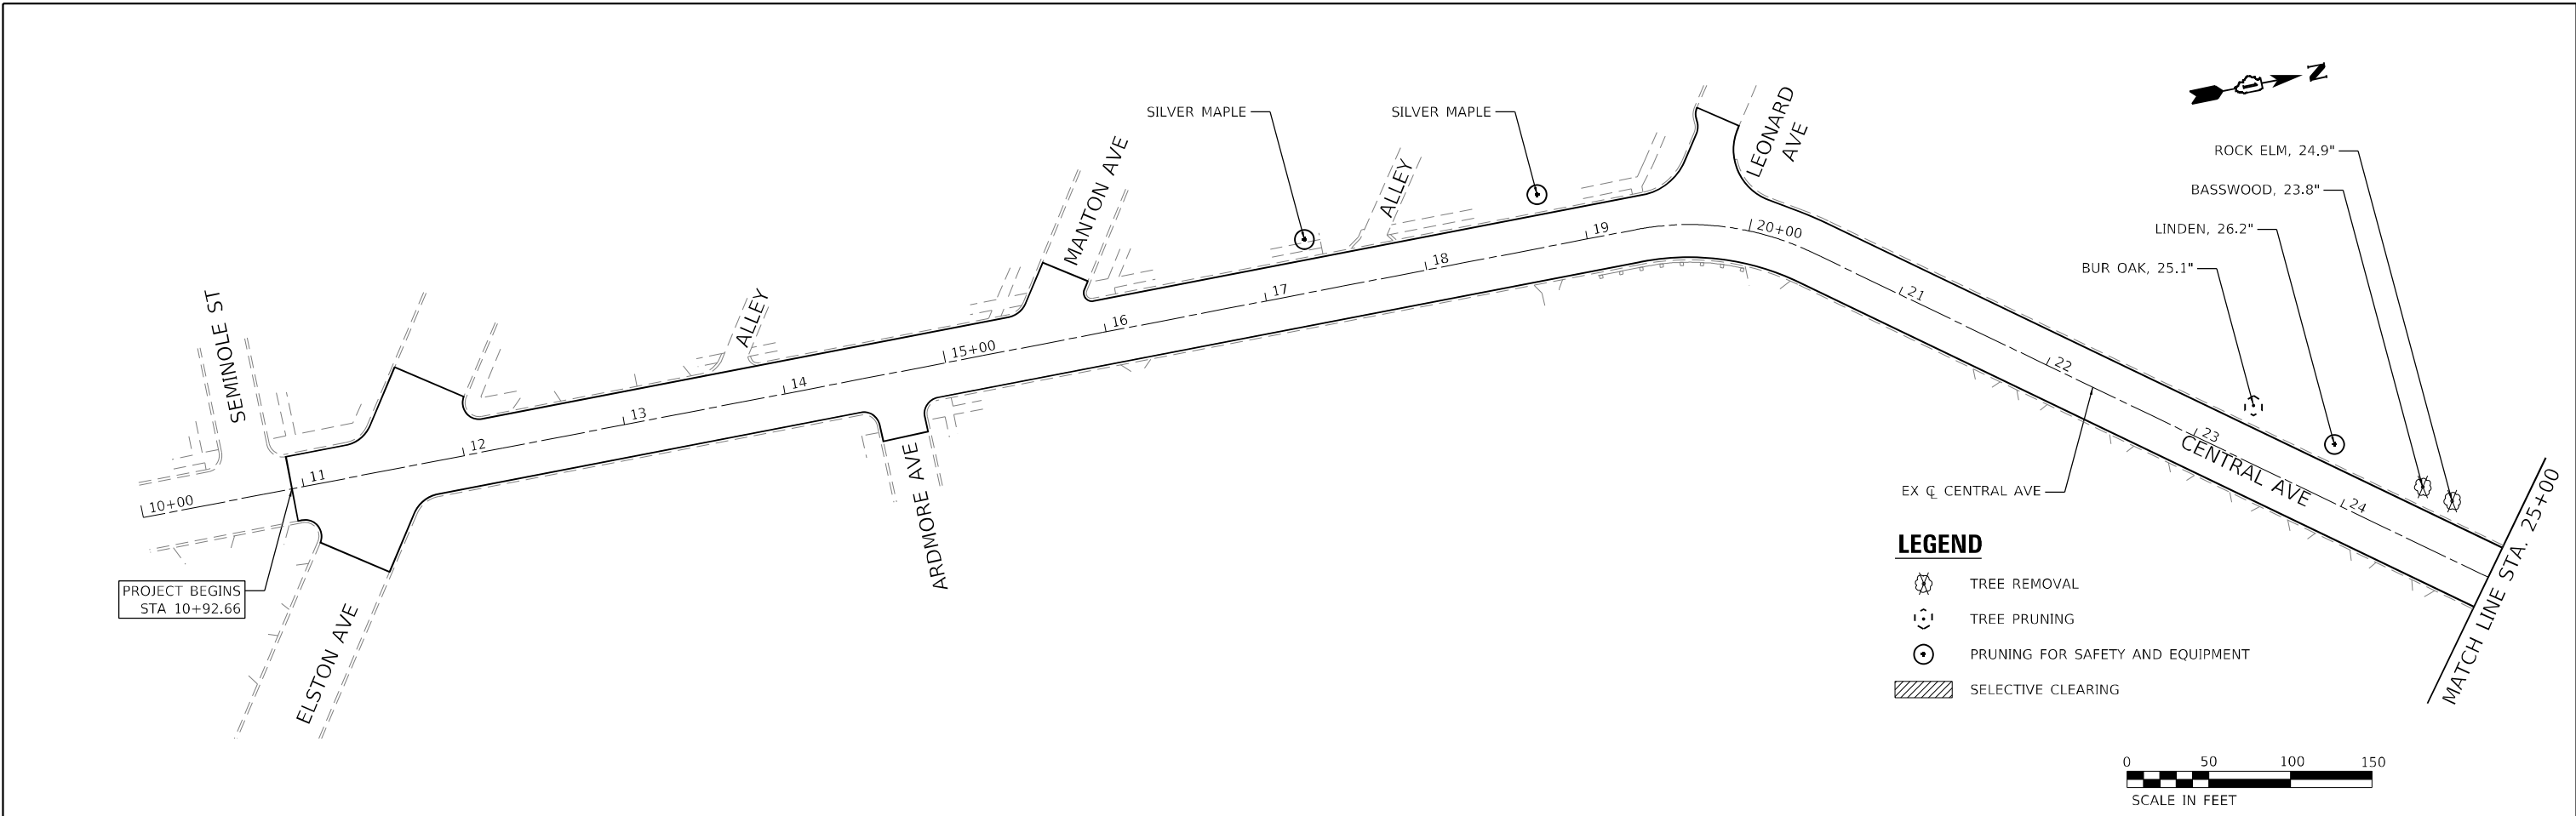 SILVER MAPLE
SILVER MAPLE
LEONARD
AVE
N
ROCK ELM, 24.9"
BASSWOOD, 23.8"
LINDEN, 26.2"
BUR OAK, 25.1"
MANTON AVE
ALLEY
ALLEY
SEMINOLE ST
10+00
11
12
13
14
15+00
16
17
18
19
20+00
21
22
23
24
CENTRAL AVE
EX ℄ CENTRAL AVE
ARDMORE AVE
ELSTON AVE
PROJECT BEGINS
STA 10+92.66
MATCH LINE STA. 25+00
LEGEND
TREE REMOVAL
TREE PRUNING
PRUNING FOR SAFETY AND EQUIPMENT
SELECTIVE CLEARING
0 50 100 150
SCALE IN FEET